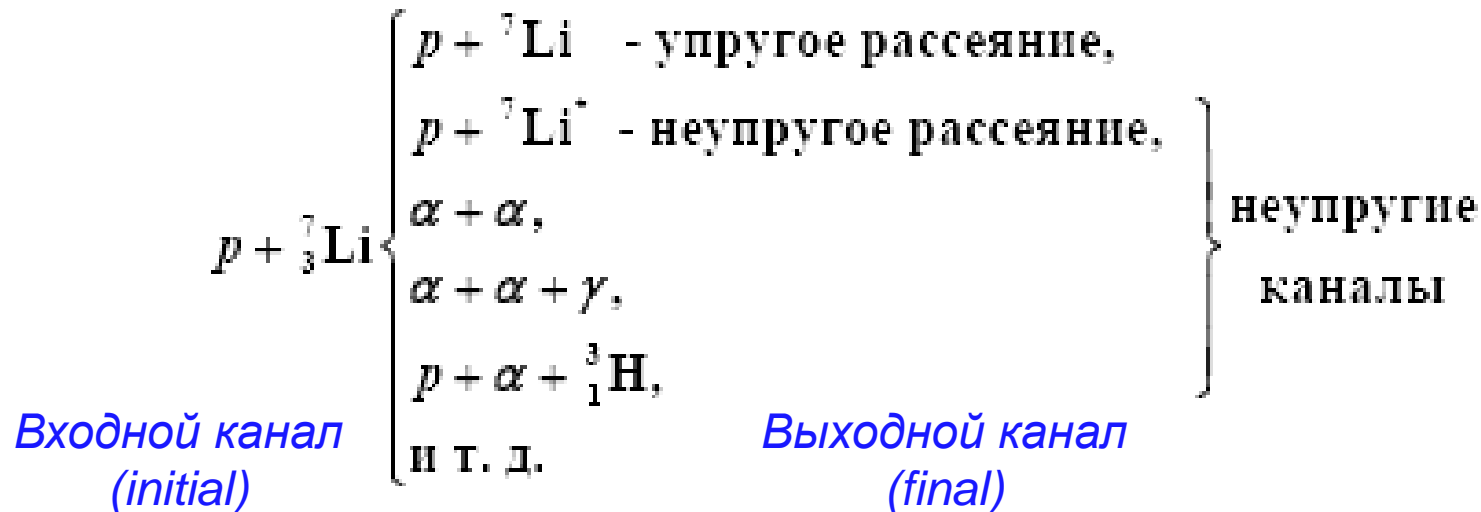 p + ⁷Li - упругое рассеяние,
p + ⁷Li* - неупругое рассеяние,
α + α,
p + ⁷₃Li
α + α + γ,
p + α + ³₁H,
и т. д.
неупругие
каналы
Входной канал
(initial)
Выходной канал
(final)